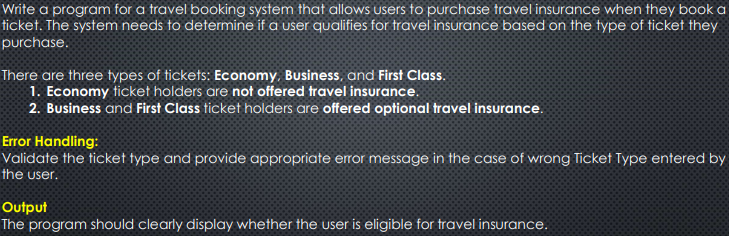 Write a program for a travel booking system that allows users to purchase travel insurance when they book a
ticket. The system needs to determine if a user qualifies for travel insurance based on the type of ticket they
purchase.
There are three types of tickets: Economy, Business, and First Class.
1. Economy ticket holders are not offered travel insurance.
2. Business and First Class ticket holders are offered optional travel insurance.
Error Handling:
Validate the ticket type and provide appropriate error message in the case of wrong Ticket Type entered by
the user.
Output
The program should clearly display whether the user is eligible for travel insurance.